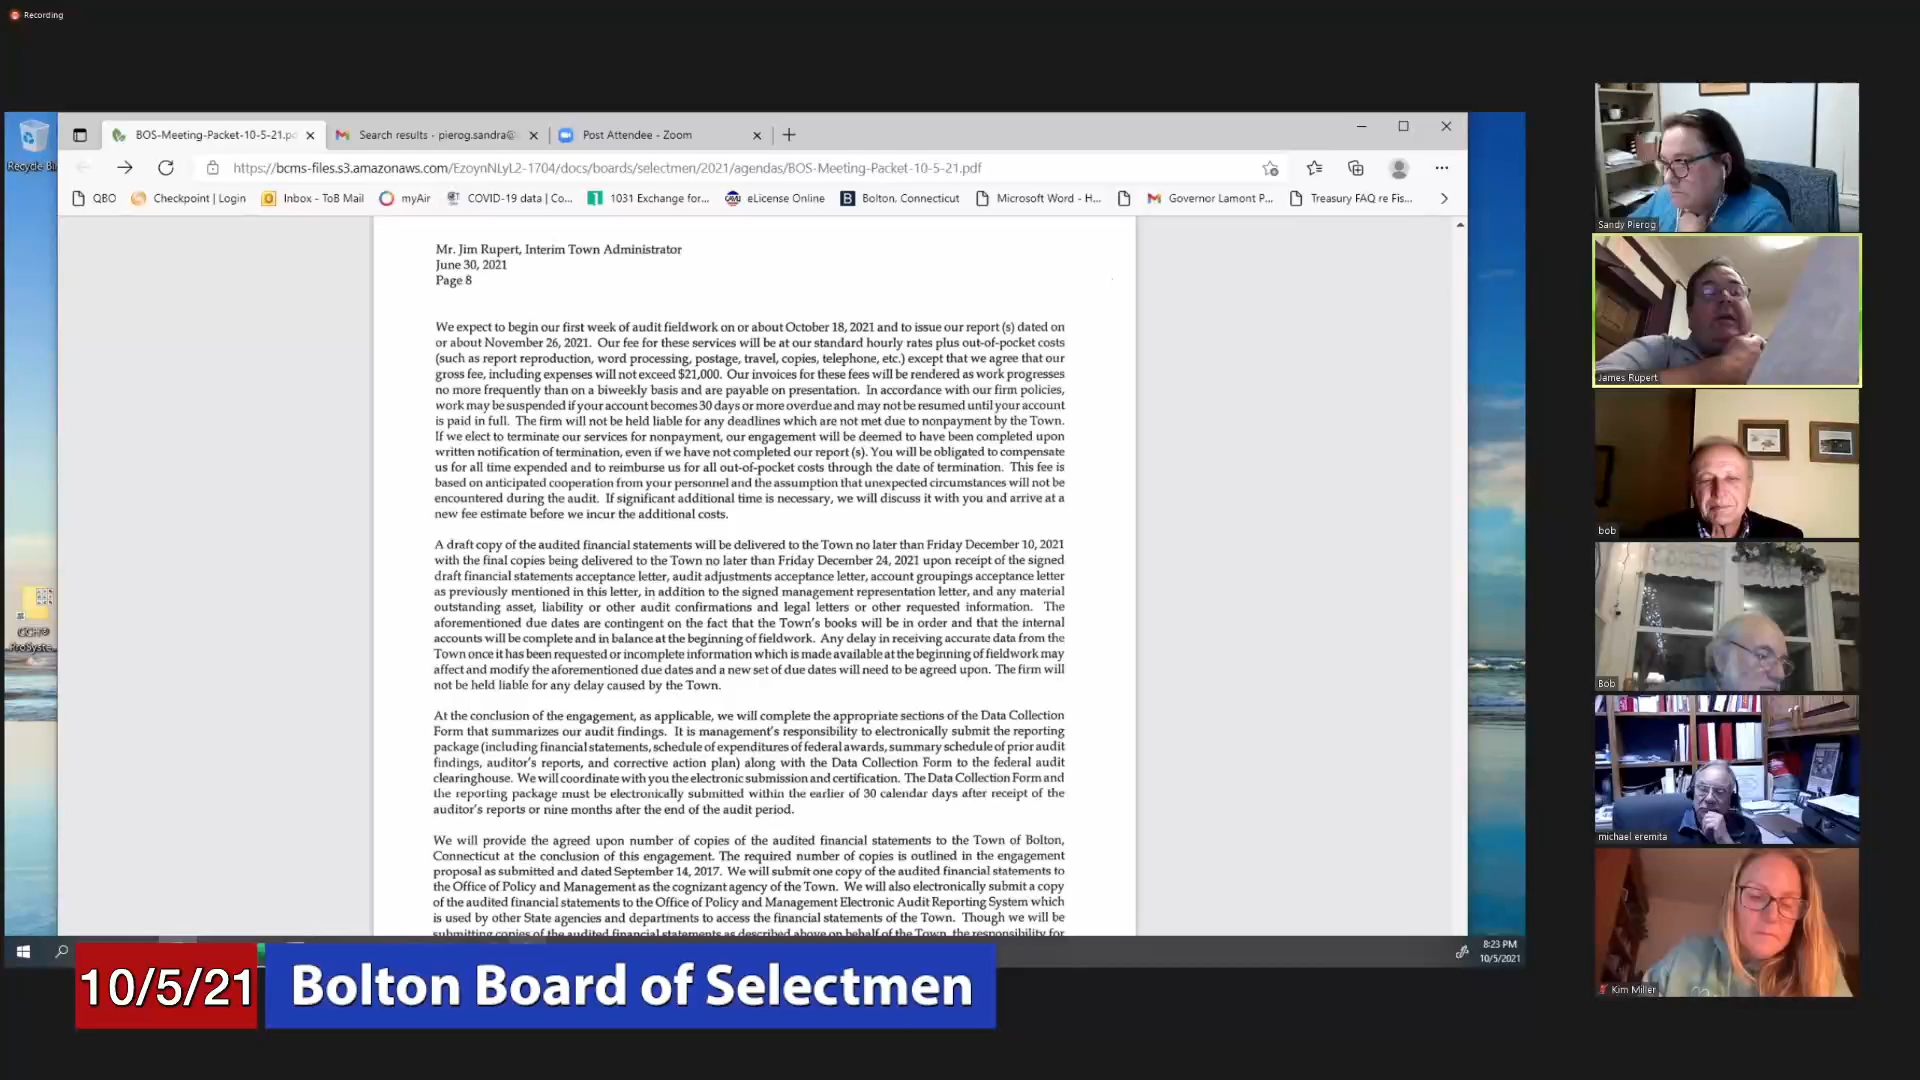 Recording
BOS-Meeting-Packet-10-5-21.pd
Search results - pierog.sandra@
Post Attendee - Zoom
https://bcms-files.s3.amazonaws.com/EzoynNLyL2-1704/docs/boards/selectmen/2021/agendas/BOS-Meeting-Packet-10-5-21.pdf
QBO
Checkpoint | Login
Inbox - ToB Mail
myAir
COVID-19 data | Co...
1031 Exchange for...
eLicense Online
Bolton, Connecticut
Microsoft Word - H...
Governor Lamont P...
Treasury FAQ re Fis...
Recycle Bi
CCH®
ProSyste...
Mr. Jim Rupert, Interim Town Administrator
June 30, 2021
Page 8
We expect to begin our first week of audit fieldwork on or about October 18, 2021 and to issue our report (s) dated on
or about November 26, 2021. Our fee for these services will be at our standard hourly rates plus out-of-pocket costs
(such as report reproduction, word processing, postage, travel, copies, telephone, etc.) except that we agree that our
gross fee, including expenses will not exceed $21,000. Our invoices for these fees will be rendered as work progresses
no more frequently than on a biweekly basis and are payable on presentation. In accordance with our firm policies,
work may be suspended if your account becomes 30 days or more overdue and may not be resumed until your account
is paid in full. The firm will not be held liable for any deadlines which are not met due to nonpayment by the Town.
If we elect to terminate our services for nonpayment, our engagement will be deemed to have been completed upon
written notification of termination, even if we have not completed our report (s). You will be obligated to compensate
us for all time expended and to reimburse us for all out-of-pocket costs through the date of termination. This fee is
based on anticipated cooperation from your personnel and the assumption that unexpected circumstances will not be
encountered during the audit. If significant additional time is necessary, we will discuss it with you and arrive at a
new fee estimate before we incur the additional costs.
A draft copy of the audited financial statements will be delivered to the Town no later than Friday December 10, 2021
with the final copies being delivered to the Town no later than Friday December 24, 2021 upon receipt of the signed
draft financial statements acceptance letter, audit adjustments acceptance letter, account groupings acceptance letter
as previously mentioned in this letter, in addition to the signed management representation letter, and any material
outstanding asset, liability or other audit confirmations and legal letters or other requested information. The
aforementioned due dates are contingent on the fact that the Town's books will be in order and that the internal
accounts will be complete and in balance at the beginning of fieldwork. Any delay in receiving accurate data from the
Town once it has been requested or incomplete information which is made available at the beginning of fieldwork may
affect and modify the aforementioned due dates and a new set of due dates will need to be agreed upon. The firm will
not be held liable for any delay caused by the Town.
At the conclusion of the engagement, as applicable, we will complete the appropriate sections of the Data Collection
Form that summarizes our audit findings. It is management's responsibility to electronically submit the reporting
package (including financial statements, schedule of expenditures of federal awards, summary schedule of prior audit
findings, auditor's reports, and corrective action plan) along with the Data Collection Form to the federal audit
clearinghouse. We will coordinate with you the electronic submission and certification. The Data Collection Form and
the reporting package must be electronically submitted within the earlier of 30 calendar days after receipt of the
auditor's reports or nine months after the end of the audit period.
We will provide the agreed upon number of copies of the audited financial statements to the Town of Bolton,
Connecticut at the conclusion of this engagement. The required number of copies is outlined in the engagement
proposal as submitted and dated September 14, 2017. We will submit one copy of the audited financial statements to
the Office of Policy and Management as the cognizant agency of the Town. We will also electronically submit a copy
of the audited financial statements to the Office of Policy and Management Electronic Audit Reporting System which
is used by other State agencies and departments to access the financial statements of the Town. Though we will be
submitting copies of the audited financial statements as described above on behalf of the Town, the responsibility for
8:23 PM
10/5/2021
10/5/21
Bolton Board of Selectmen
Sandy Pierog
James Rupert
bob
Bob
michael eremita
Kim Miller